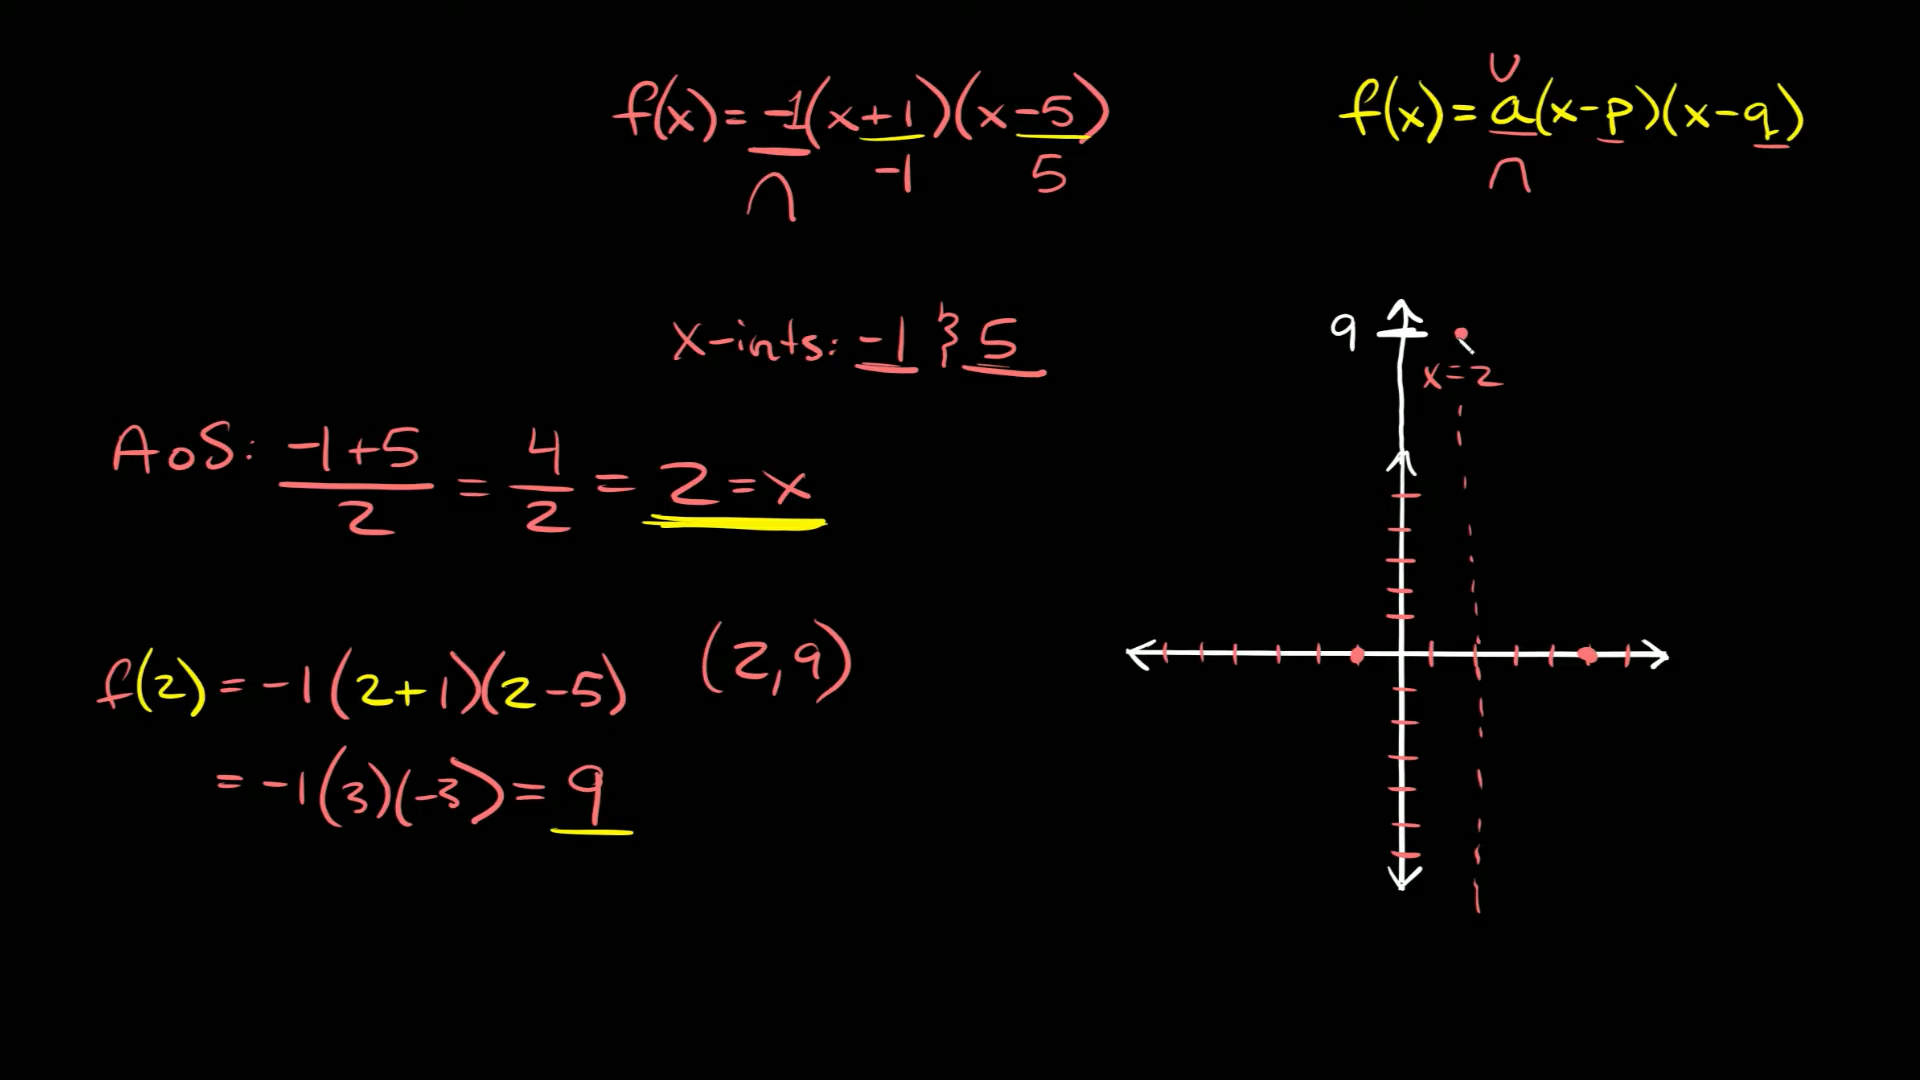 f(x) = -1(x+1)(x-5)
-1 5
f(x) = a(x-p)(x-q)
x-ints: -1 & 5
AoS: -1+5/2 = 4/2 = 2 = x
f(2) = -1(2+1)(2-5)
= -1(3)(-3) = 9
(2,9)
9
x=2